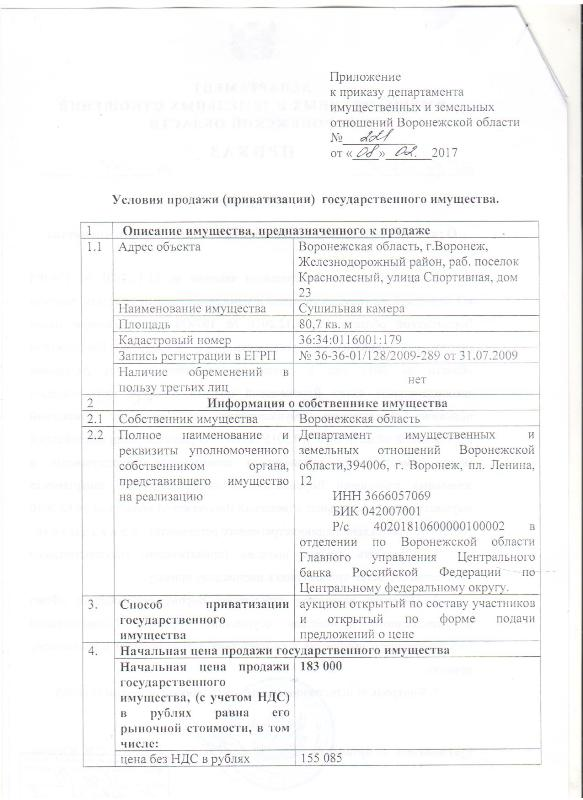 Приложение
к приказу департамента
имущественных и земельных
отношений Воронежской области
№ 221
от « 08 » 02. 2017
Условия продажи (приватизации) государственного имущества.
1 Описание имущества, предназначенного к продаже
1.1 Адрес объекта Воронежская область, г.Воронеж,
Железнодорожный район, раб. поселок
Краснолесный, улица Спортивная, дом
23
Наименование имущества Сушильная камера
Площадь 80,7 кв. м
Кадастровый номер 36:34:0116001:179
Запись регистрации в ЕГРП № 36-36-01/128/2009-289 от 31.07.2009
Наличие обременений в
пользу третьих лиц
нет
2 Информация о собственнике имущества
2.1 Собственник имущества Воронежская область
2.2 Полное наименование и
реквизиты уполномоченного
собственником органа,
представившего имущество
на реализацию
Департамент имущественных и
земельных отношений Воронежской
области,394006, г. Воронеж, пл. Ленина,
12
ИНН 3666057069
БИК 042007001
Р/с 40201810600000100002 в
отделении по Воронежской области
Главного управления Центрального
банка Российской Федерации по
Центральному федеральному округу.
3. Способ приватизации
государственного
имущества
аукцион открытый по составу участников
и открытый по форме подачи
предложений о цене
4. Начальная цена продажи государственного имущества
Начальная цена продажи
государственного
имущества, (с учетом НДС)
в рублях равна его
рыночной стоимости, в том
числе:
183 000
цена без НДС в рублях 155 085